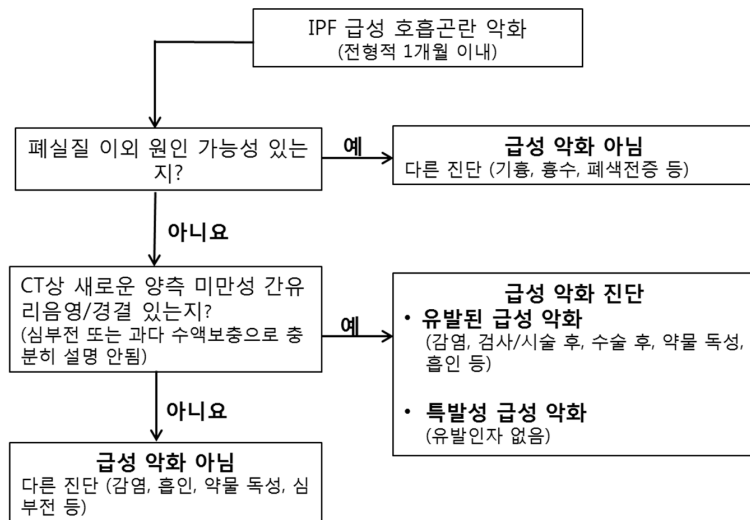 IPF 급성 호흡곤란 악화
(전형적 1개월 이내)
폐실질 이외 원인 가능성 있는
지?
예
급성 악화 아님
다른 진단 (기흉, 흉수, 폐색전증 등)
아니요
CT상 새로운 양측 미만성 간유
리음영/경결 있는지?
(심부전 또는 과다 수액보충으로 충
분히 설명 안됨)
예
급성 악화 진단
• 유발된 급성 악화
(감염, 검사/시술 후, 수술 후, 약물 독성,
흡인 등)
• 특발성 급성 악화
(유발인자 없음)
아니요
급성 악화 아님
다른 진단 (감염, 흡인, 약물 독성, 심
부전 등)